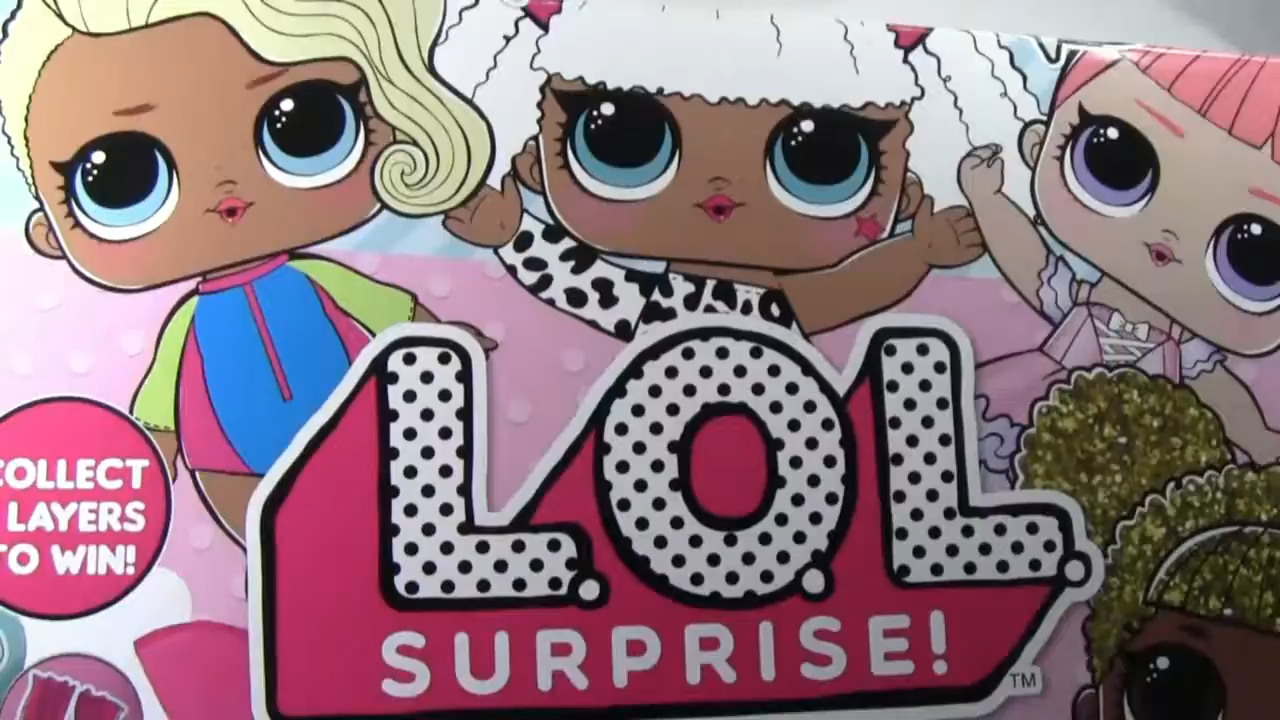 COLLECT
LAYERS
TO WIN!
L.O.L.
SURPRISE!
TM